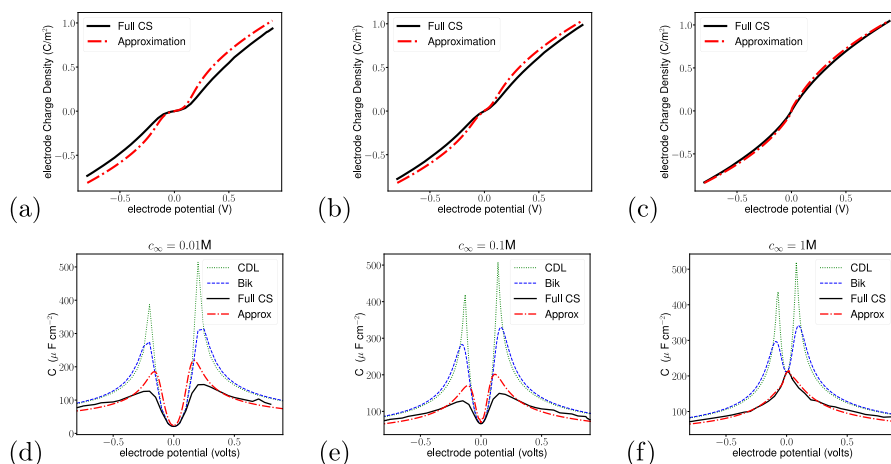 1.0
0.5
0.0
−0.5
electrode Charge Density (C/m²)
Full CS
Approximation
−0.5
0.0
0.5
electrode potential (V)
(a)
1.0
0.5
0.0
−0.5
electrode Charge Density (C/m²)
Full CS
Approximation
−0.5
0.0
0.5
electrode potential (V)
(b)
1.0
0.5
0.0
−0.5
electrode Charge Density (C/m²)
Full CS
Approximation
−0.5
0.0
0.5
electrode potential (V)
(c)
c∞ = 0.01M
500
400
300
200
100
0
C (μ F cm⁻²)
CDL
Bik
Full CS
Approx
−0.5
0.0
0.5
electrode potential (volts)
(d)
c∞ = 0.1M
500
400
300
200
100
C (μ F cm⁻²)
CDL
Bik
Full CS
Approx
−0.5
0.0
0.5
electrode potential (volts)
(e)
c∞ = 1M
500
400
300
200
100
C (μ F cm⁻²)
CDL
Bik
Full CS
Approx
−0.5
0.0
0.5
electrode potential (volts)
(f)